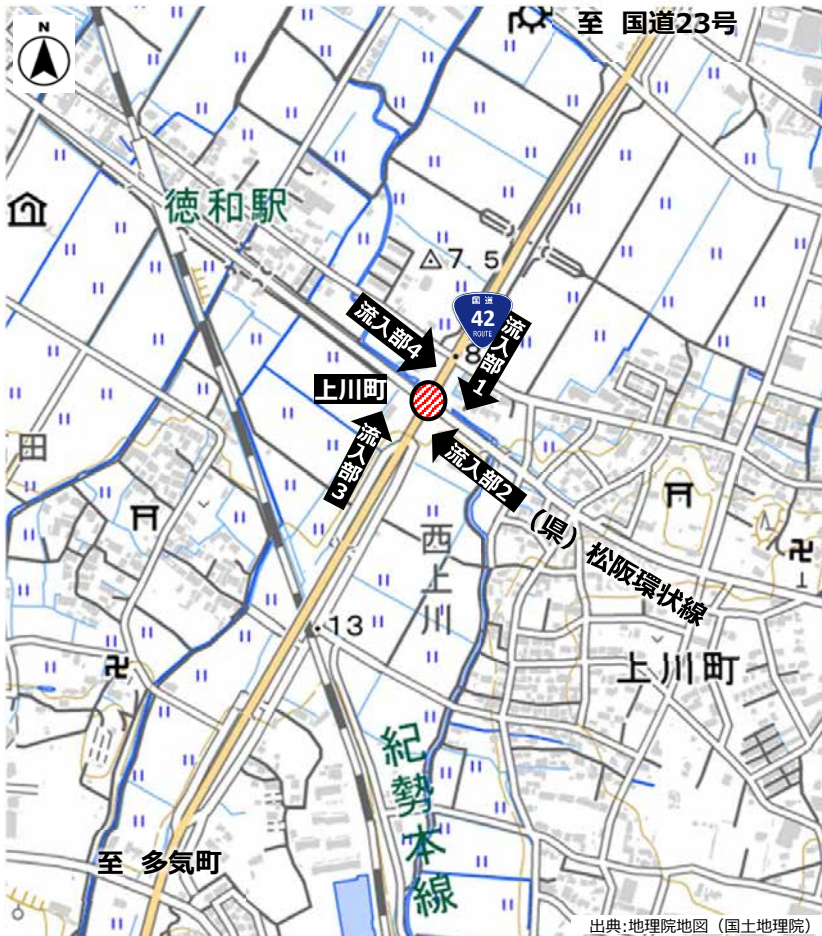 至 国道23号
N
徳和駅
7.5
国道
42
ROUTE
流入部1
流入部4
8
上川町
流入部3
流入部2
(県)松阪環状線
西上川
13
上川町
紀勢本線
至 多気町
出典:地理院地図(国土地理院)
田